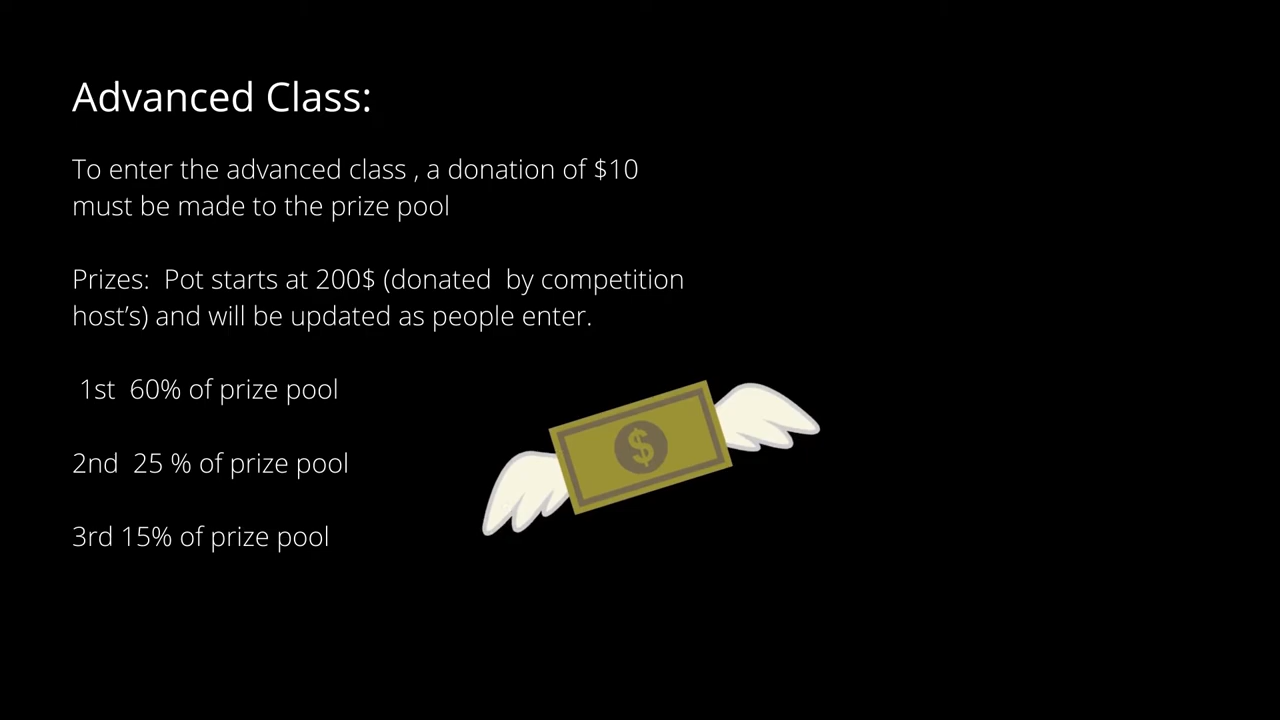 Advanced Class:
To enter the advanced class , a donation of $10
must be made to the prize pool
Prizes:  Pot starts at 200$ (donated  by competition
host’s) and will be updated as people enter.
1st  60% of prize pool
2nd  25 % of prize pool
3rd 15% of prize pool
$